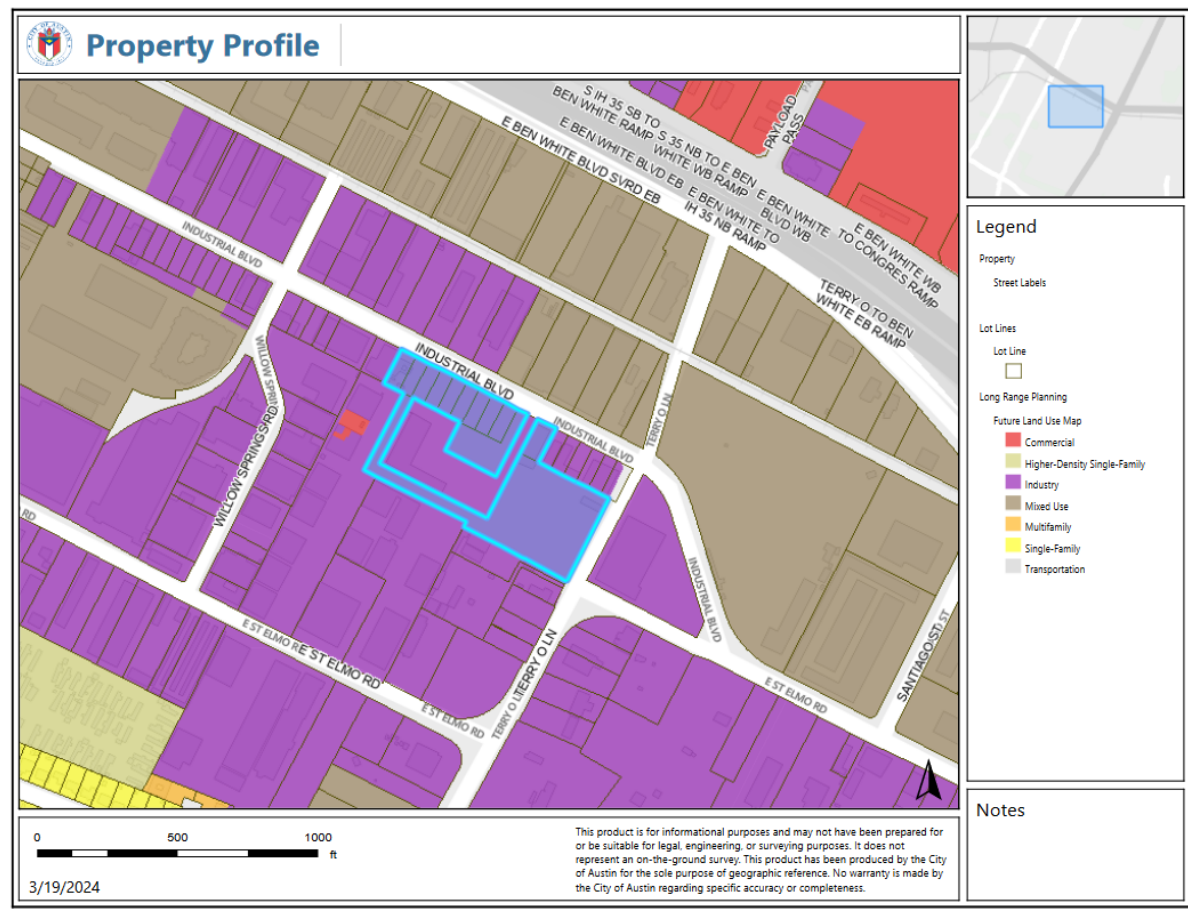 Property Profile
PAYLOAD
PASS
S IH 35 SB TO
BEN WHITE RAMP
S 35 NB TO E BEN
WHITE WB RAMP
E BEN WHITE BLVD SVRD EB
E BEN WHITE BLVD EB
E BEN WHITE TO
IH 35 NB RAMP
E BEN WHITE
BLVD WB
E BEN WHITE WB
TO CONGRES RAMP
TERRY O TO BEN
WHITE EB RAMP
INDUSTRIAL BLVD
INDUSTRIAL BLVD
INDUSTRIAL BLVD
TERRY O LN
WILLOW SPRIN
WILLOW SPRINGS RD
INDUSTRIAL BLVD
RD
E ST ELMO R
E ST ELMO RD
E ST ELMO RD
TERRY O L
TERRY O LN
E ST ELMO RD
SANTIAGO ST
ST
Legend
Property
Street Labels
Lot Lines
Lot Line
Long Range Planning
Future Land Use Map
Commercial
Higher-Density Single-Family
Industry
Mixed Use
Multifamily
Single-Family
Transportation
Notes
0 500 1000
ft
3/19/2024
This product is for informational purposes and may not have been prepared for
or be suitable for legal, engineering, or surveying purposes. It does not
represent an on-the-ground survey. This product has been produced by the City
of Austin for the sole purpose of geographic reference. No warranty is made by
the City of Austin regarding specific accuracy or completeness.